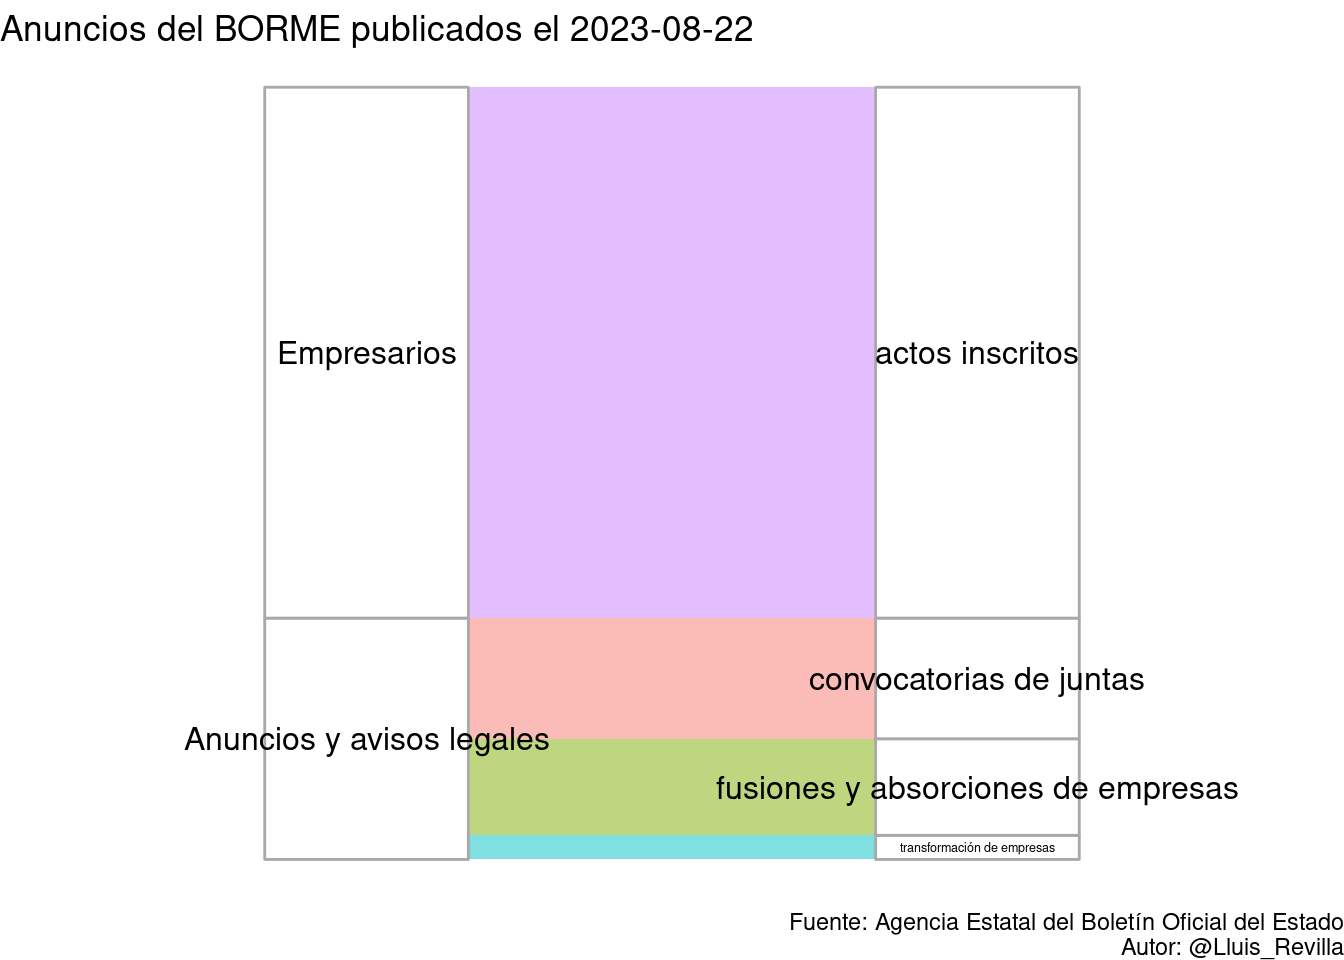 Anuncios del BORME publicados el 2023-08-22
Empresarios
actos inscritos
convocatorias de juntas
Anuncios y avisos legales
fusiones y absorciones de empresas
transformación de empresas
Fuente: Agencia Estatal del Boletín Oficial del Estado
Autor: @Lluis_Revilla